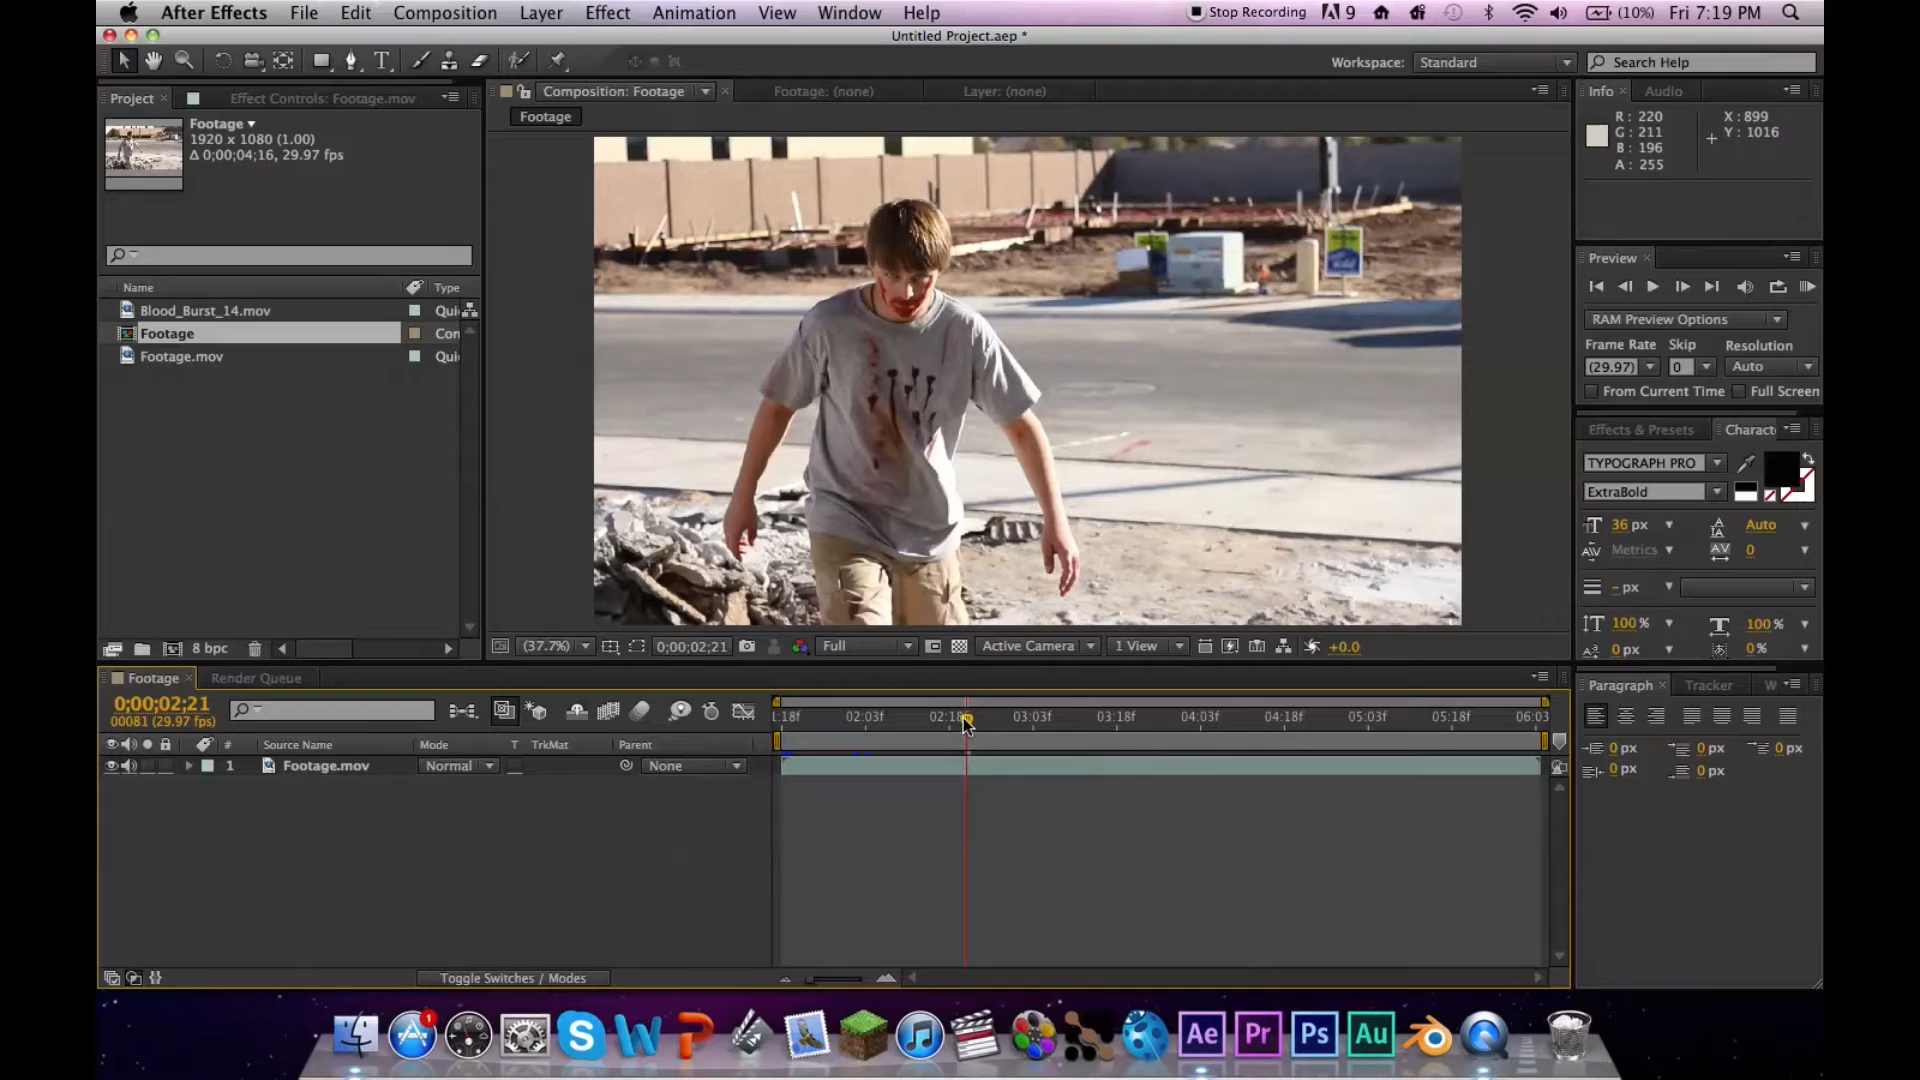 After Effects File Edit Composition Layer Effect Animation View Window Help Stop Recording 9 (10%) Fri 7:19 PM
Untitled Project.aep *
Workspace: Standard Search Help
Project Effect Controls: Footage.mov
Composition: Footage Footage: (none) Layer: (none)
Footage
Footage
1920 x 1080 (1.00)
Δ 0;00;04;16, 29.97 fps
Name Type
Blood_Burst_14.mov Qui
Footage Con
Footage.mov Qui
8 bpc
(37.7%) 0;00;02;21 Full Active Camera 1 View +0.0
Info Audio
R: 220 X: 899
G: 211 Y: 1016
B: 196
A: 255
Preview
RAM Preview Options
Frame Rate Skip Resolution
(29.97) 0 Auto
From Current Time Full Screen
Effects & Presets Charact
TYPOGRAPH PRO
ExtraBold
36 px Auto
Metrics 0
- px
100 % 100 %
0 px 0 %
Paragraph Tracker W
0 px 0 px 0 px
0 px 0 px
Footage Render Queue
0;00;02;21
00081 (29.97 fps)
1:18f 02:03f 02:18f 03:03f 03:18f 04:03f 04:18f 05:03f 05:18f 06:03
# Source Name Mode T TrkMat Parent
1 Footage.mov Normal None
Toggle Switches / Modes
1 S W P Ae Pr Ps Au